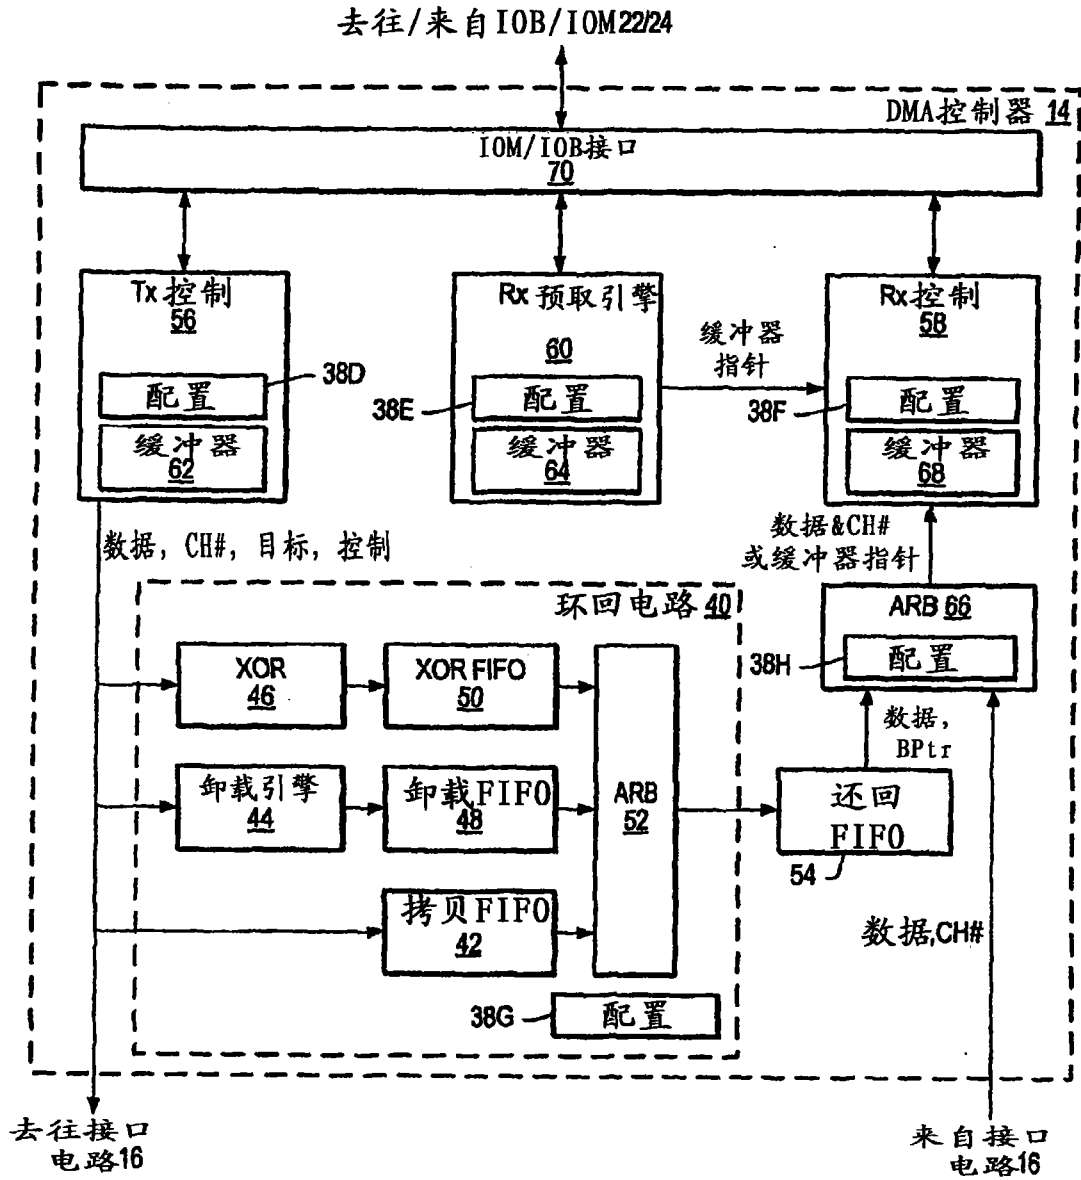 去往/来自IOB/IOM22/24
DMA控制器 14
IOM/IOB接口
70
Tx 控制
56
配置
38D
缓冲器
62
Rx 预取引擎
60
配置
38E
缓冲器
64
缓冲器
指针
Rx 控制
58
配置
38F
缓冲器
68
数据, CH#, 目标, 控制
数据&CH#
或缓冲器指针
环回电路 40
XOR
46
XOR FIFO
50
卸载引擎
44
卸载FIFO
48
拷贝FIFO
42
ARB
52
38G
配置
ARB 66
38H
配置
数据,
BPtr
还回
FIFO
54
数据,CH#
去往接口
电路16
来自接口
电路16